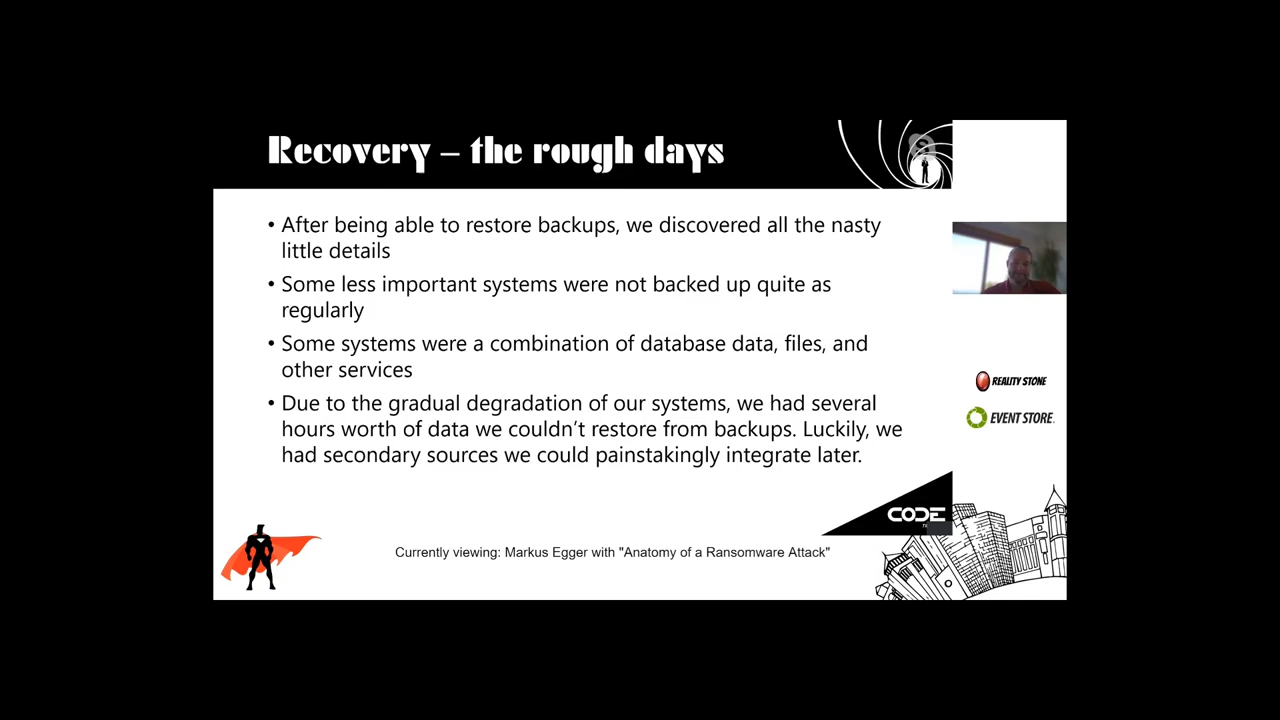 Recovery – the rough days
• After being able to restore backups, we discovered all the nasty
little details
• Some less important systems were not backed up quite as
regularly
• Some systems were a combination of database data, files, and
other services
• Due to the gradual degradation of our systems, we had several
hours worth of data we couldn't restore from backups. Luckily, we
had secondary sources we could painstakingly integrate later.
REALITY STONE
EVENT STORE.
CODE
Currently viewing: Markus Egger with "Anatomy of a Ransomware Attack"